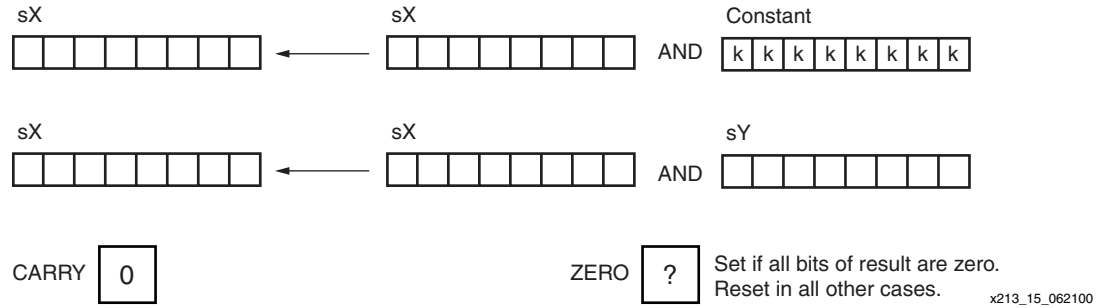 sX sX Constant
AND k k k k k k k k
sX sX sY
AND
CARRY 0 ZERO ? Set if all bits of result are zero.
Reset in all other cases.
x213_15_062100